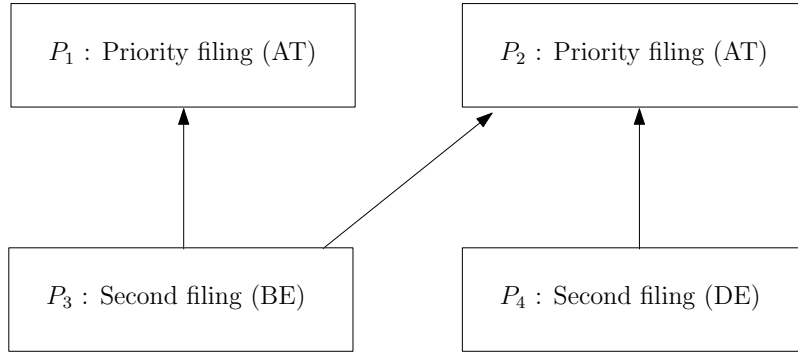 P₁ : Priority filing (AT)
P₂ : Priority filing (AT)
P₃ : Second filing (BE)
P₄ : Second filing (DE)